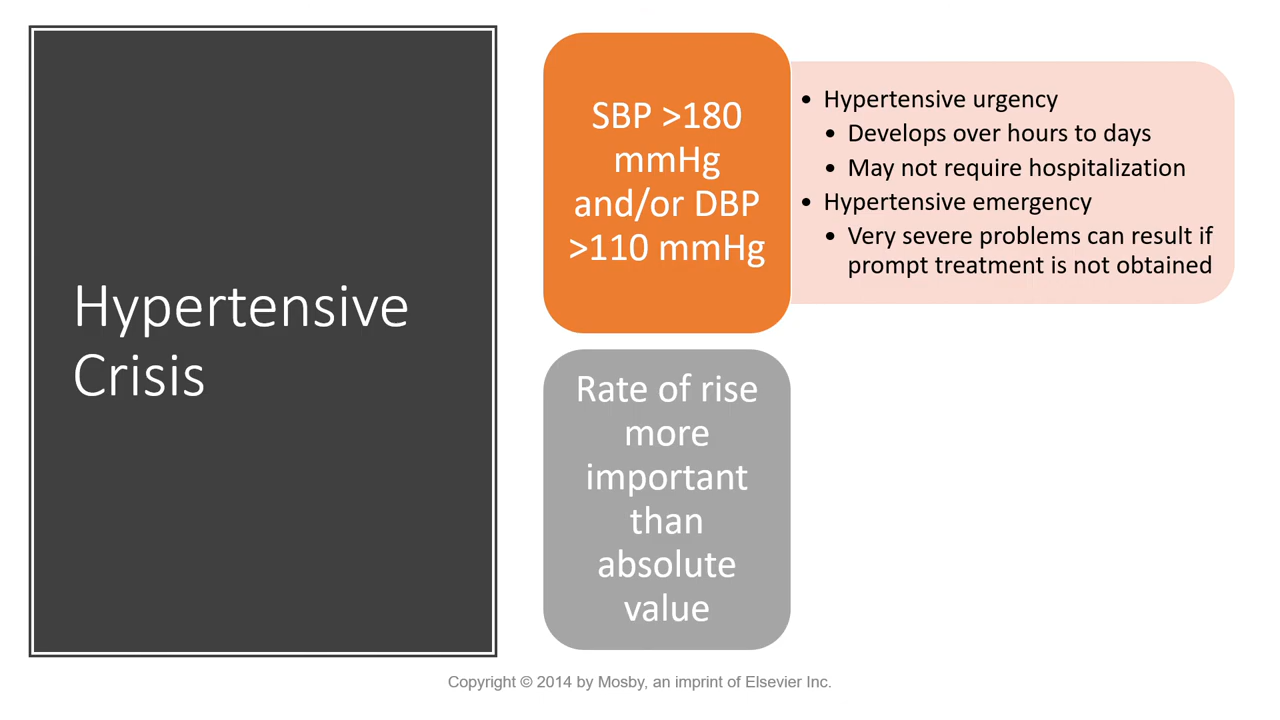 Hypertensive
Crisis
SBP >180
mmHg
and/or DBP
>110 mmHg
• Hypertensive urgency
• Develops over hours to days
• May not require hospitalization
• Hypertensive emergency
• Very severe problems can result if
prompt treatment is not obtained
Rate of rise
more
important
than
absolute
value
Copyright © 2014 by Mosby, an imprint of Elsevier Inc.